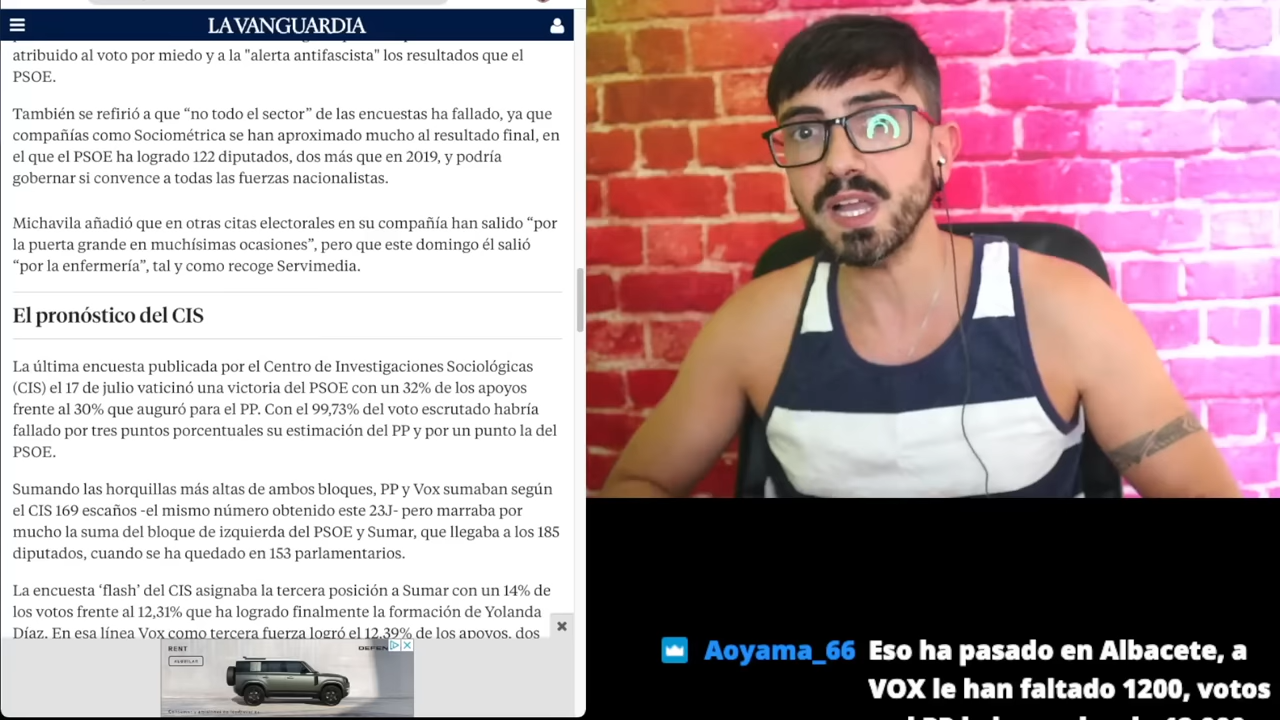 LA VANGUARDIA
atribuido al voto por miedo y a la "alerta antifascista" los resultados que el
PSOE.
También se refirió a que “no todo el sector” de las encuestas ha fallado, ya que
compañías como Sociométrica se han aproximado mucho al resultado final, en
el que el PSOE ha logrado 122 diputados, dos más que en 2019, y podría
gobernar si convence a todas las fuerzas nacionalistas.
Michavila añadió que en otras citas electorales en su compañía han salido “por
la puerta grande en muchísimas ocasiones”, pero que este domingo él salió
“por la enfermería”, tal y como recoge Servimedia.
El pronóstico del CIS
La última encuesta publicada por el Centro de Investigaciones Sociológicas
(CIS) el 17 de julio vaticinó una victoria del PSOE con un 32% de los apoyos
frente al 30% que auguró para el PP. Con el 99,73% del voto escrutado habría
fallado por tres puntos porcentuales su estimación del PP y por un punto la del
PSOE.
Sumando las horquillas más altas de ambos bloques, PP y Vox sumaban según
el CIS 169 escaños -el mismo número obtenido este 23J- pero marraba por
mucho la suma del bloque de izquierda del PSOE y Sumar, que llegaba a los 185
diputados, cuando se ha quedado en 153 parlamentarios.
La encuesta ‘flash’ del CIS asignaba la tercera posición a Sumar con un 14% de
los votos frente al 12,31% que ha logrado finalmente la formación de Yolanda
Díaz. En esa línea Vox como tercera fuerza logró el 12,39% de los apoyos, dos
RENT
Aoyama_66 Eso ha pasado en Albacete, a
VOX le han faltado 1200, votos